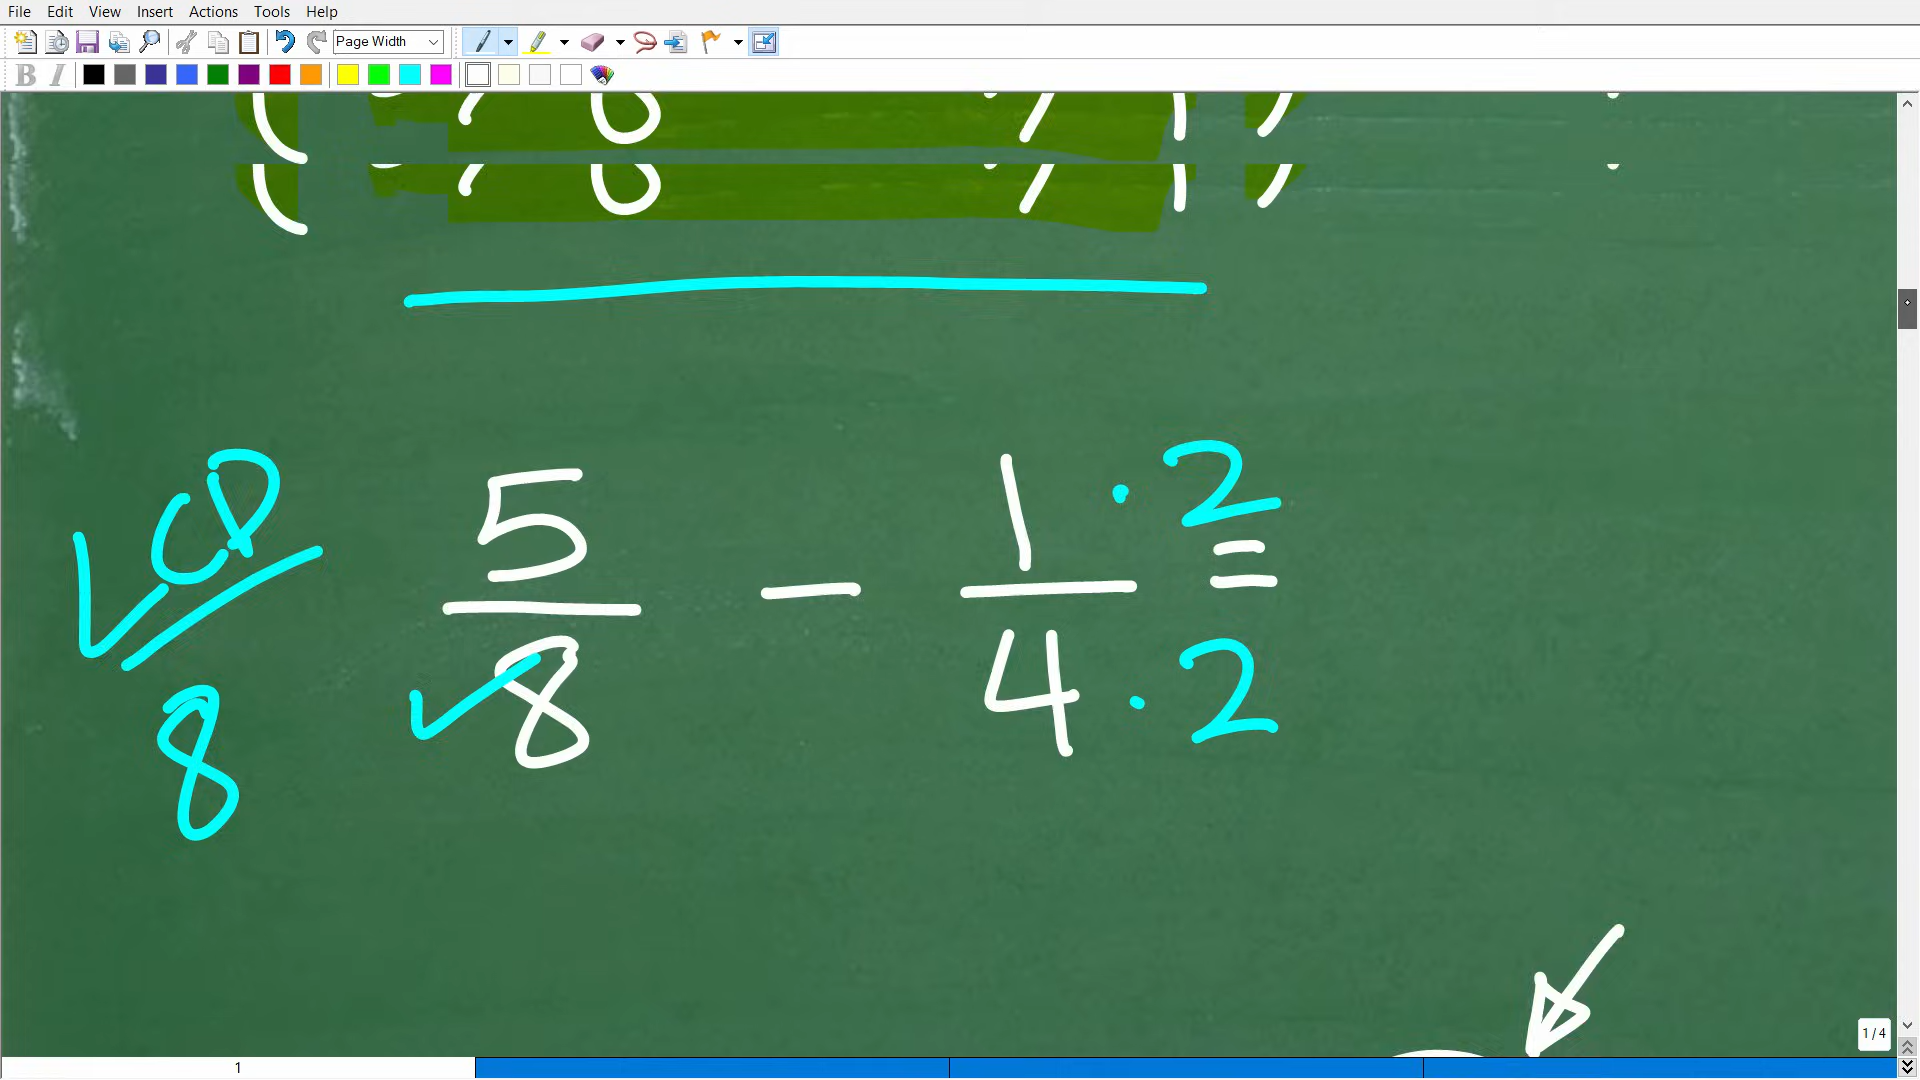 File Edit View Insert Actions Tools Help
Page Width
B I
LCD
8
5/8 - 1/4 · 2 / · 2 =
1 / 4
1